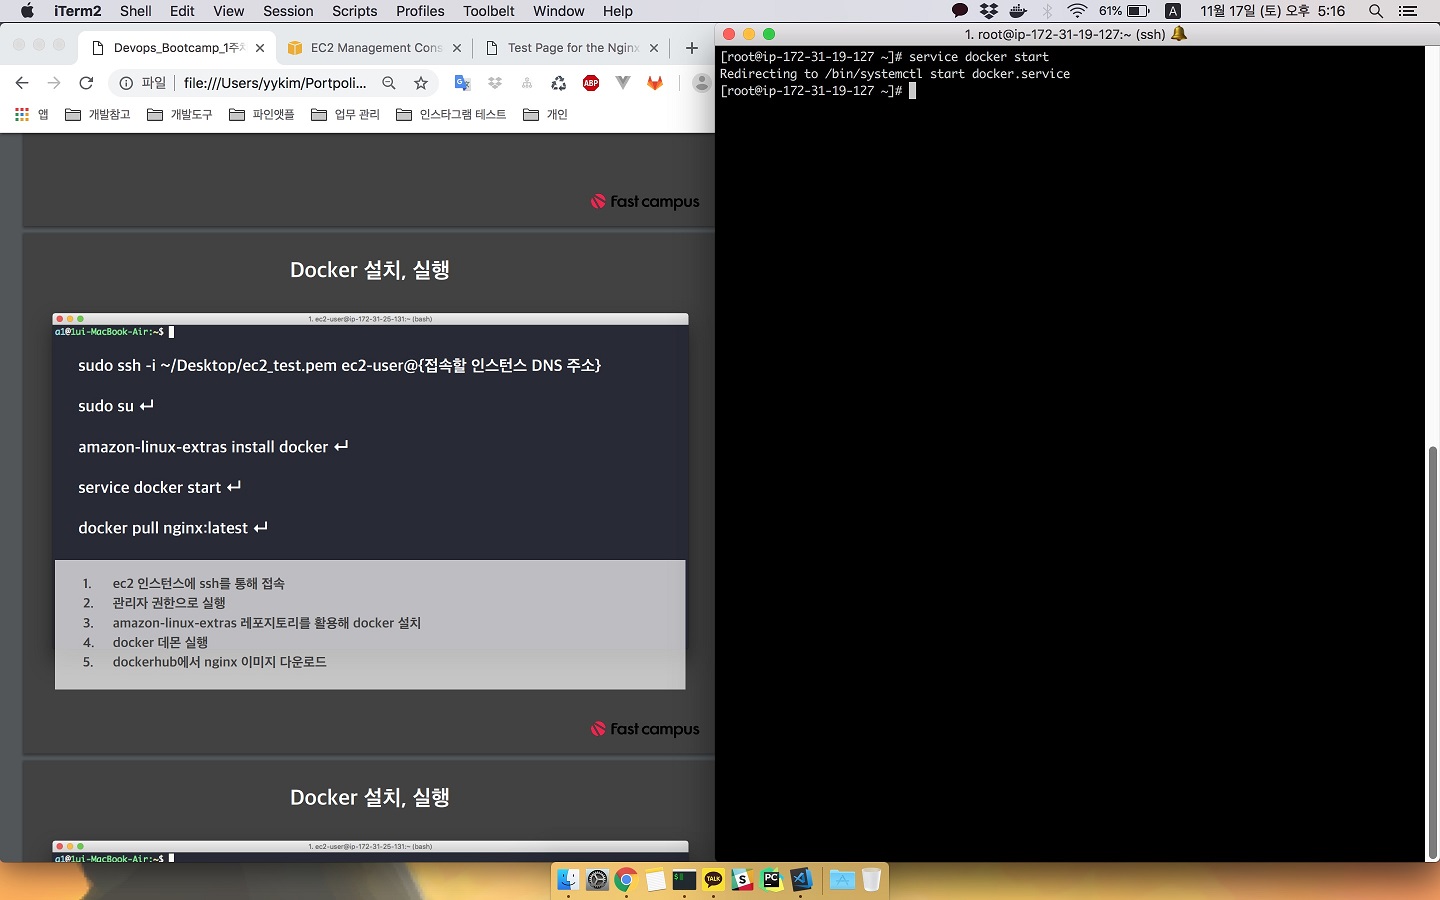 iTerm2 Shell Edit View Session Scripts Profiles Toolbelt Window Help 61% A 11월 17일 (토) 오후 5:16
Devops_Bootcamp_1주차
EC2 Management Cons
Test Page for the Nginx
파일 file:///Users/yykim/Portpoli...
ABP
앱 개발참고 개발도구 파인앳플 업무 관리 인스타그램 테스트 개인
Fast campus
Docker 설치, 실행
1. ec2-user@ip-172-31-25-131:~ (bash)
a1@1ui-MacBook-Air:~$
sudo ssh -i ~/Desktop/ec2_test.pem ec2-user@{접속할 인스턴스 DNS 주소}
sudo su ↵
amazon-linux-extras install docker ↵
service docker start ↵
docker pull nginx:latest ↵
1. ec2 인스턴스에 ssh를 통해 접속
2. 관리자 권한으로 실행
3. amazon-linux-extras 레포지토리를 활용해 docker 설치
4. docker 데몬 실행
5. dockerhub에서 nginx 이미지 다운로드
Fast campus
Docker 설치, 실행
1. ec2-user@ip-172-31-25-131:~ (bash)
a1@1ui-MacBook-Air:~$
1. root@ip-172-31-19-127:~ (ssh)
[root@ip-172-31-19-127 ~]# service docker start
Redirecting to /bin/systemctl start docker.service
[root@ip-172-31-19-127 ~]#
TALK
S
PC